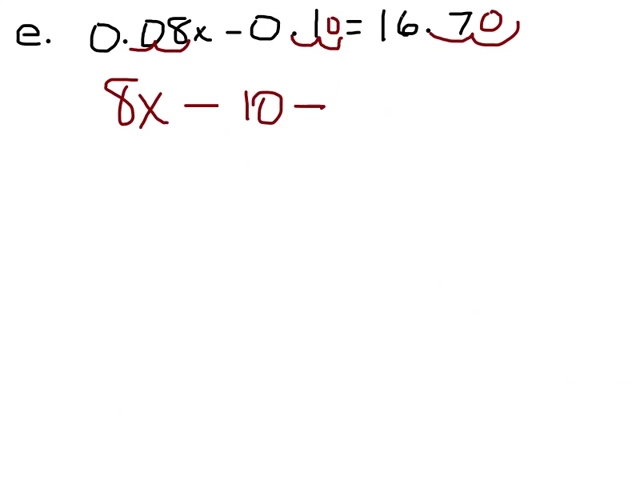 e. 0.08x - 0.10 = 16.70
8x - 10 -